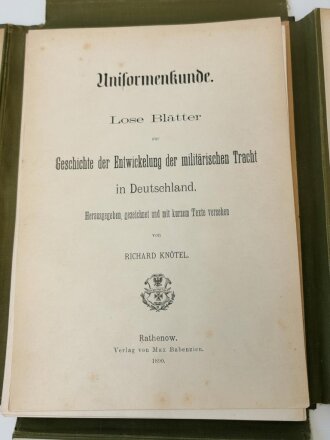 Uniformenkunde.
Lose Blätter
zur
Geschichte der Entwickelung der militärischen Tracht
in Deutschland.
Herausgegeben, gezeichnet und mit kurzem Texte versehen
von
RICHARD KNÖTEL.
Rathenow.
Verlag von Max Babenzien.
1890.